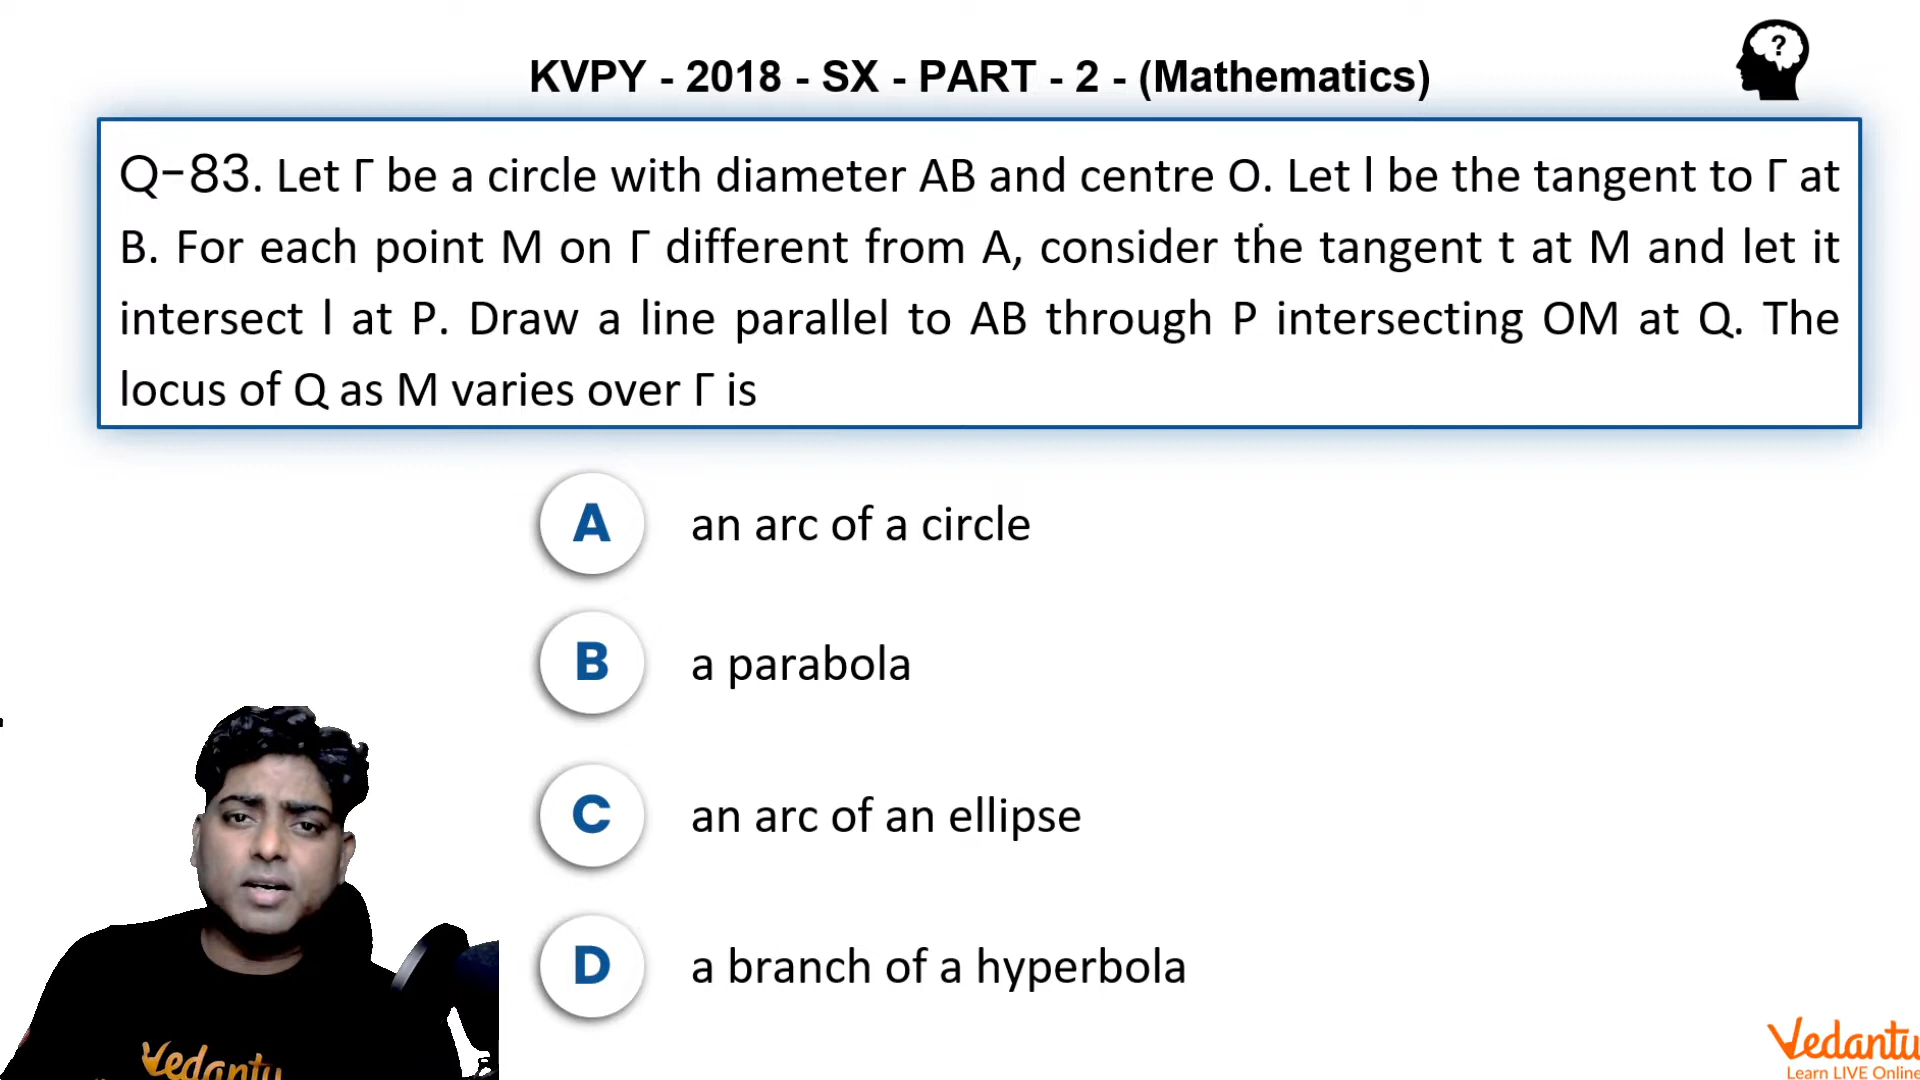 ?
KVPY - 2018 - SX - PART - 2 - (Mathematics)
Q-83. Let Γ be a circle with diameter AB and centre O. Let l be the tangent to Γ at
B. For each point M on Γ different from A, consider the tangent t at M and let it
intersect l at P. Draw a line parallel to AB through P intersecting OM at Q. The
locus of Q as M varies over Γ is
A an arc of a circle
B a parabola
C an arc of an ellipse
D a branch of a hyperbola
Vedantu
Vedantu
Learn LIVE Online